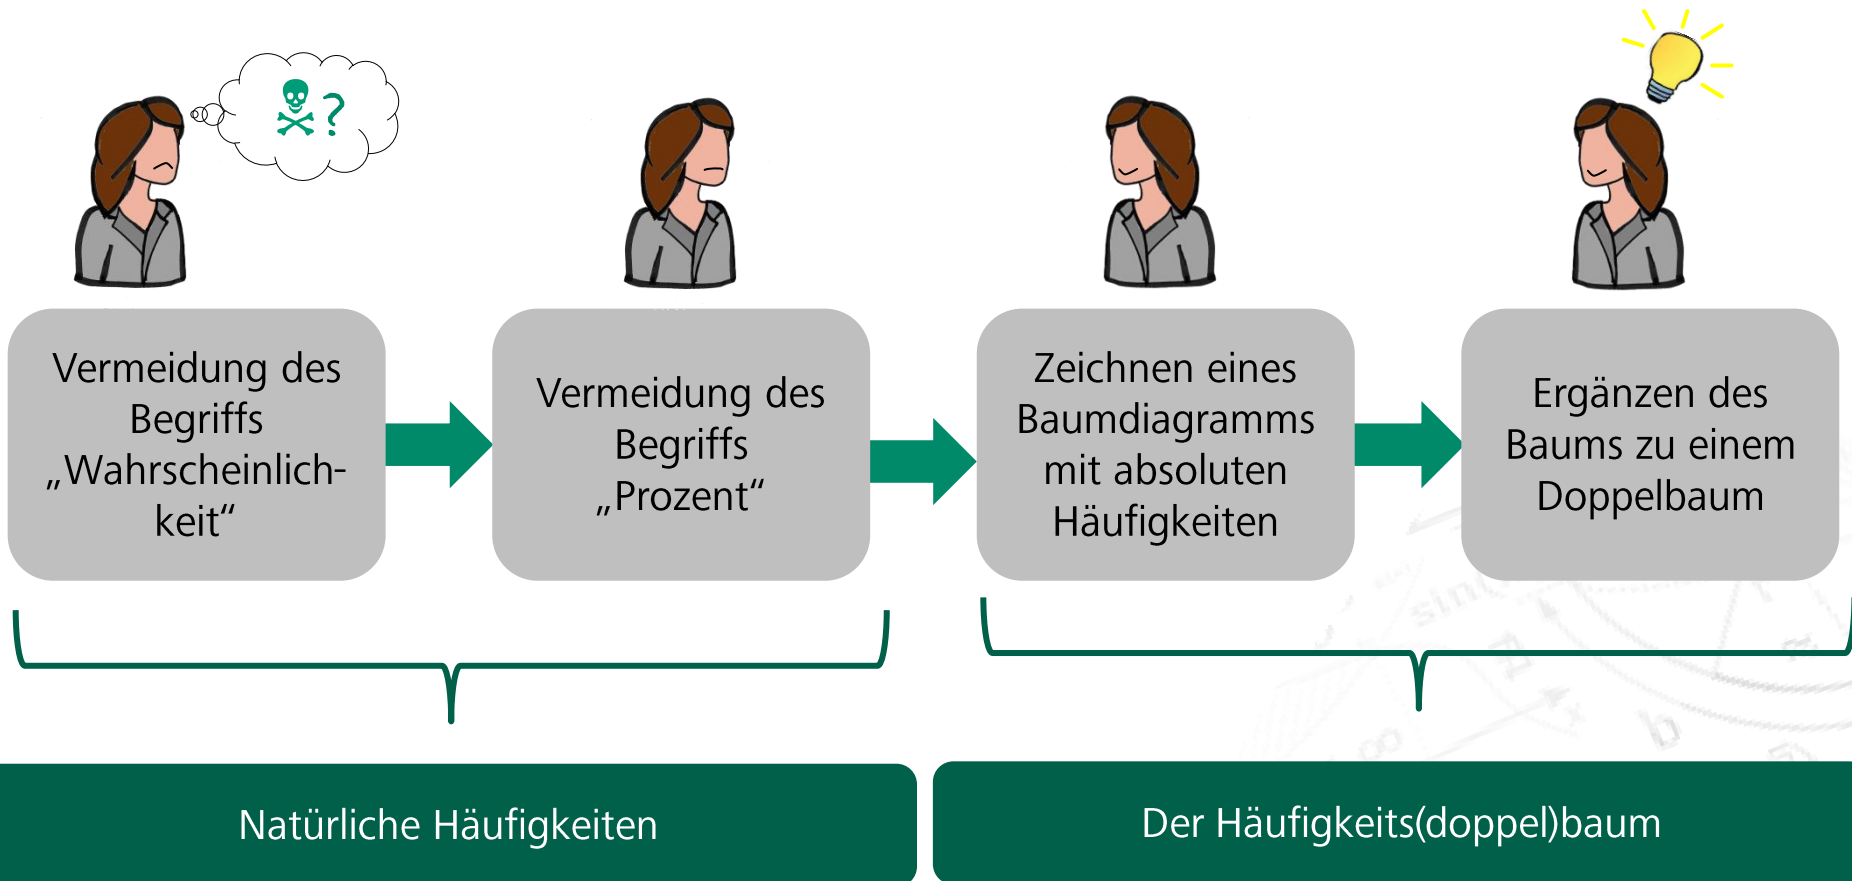 ?
Vermeidung des
Begriffs
„Wahrscheinlich-
keit“
Vermeidung des
Begriffs
„Prozent“
Zeichnen eines
Baumdiagramms
mit absoluten
Häufigkeiten
Ergänzen des
Baums zu einem
Doppelbaum
sin(
b
Natürliche Häufigkeiten
Der Häufigkeits(doppel)baum